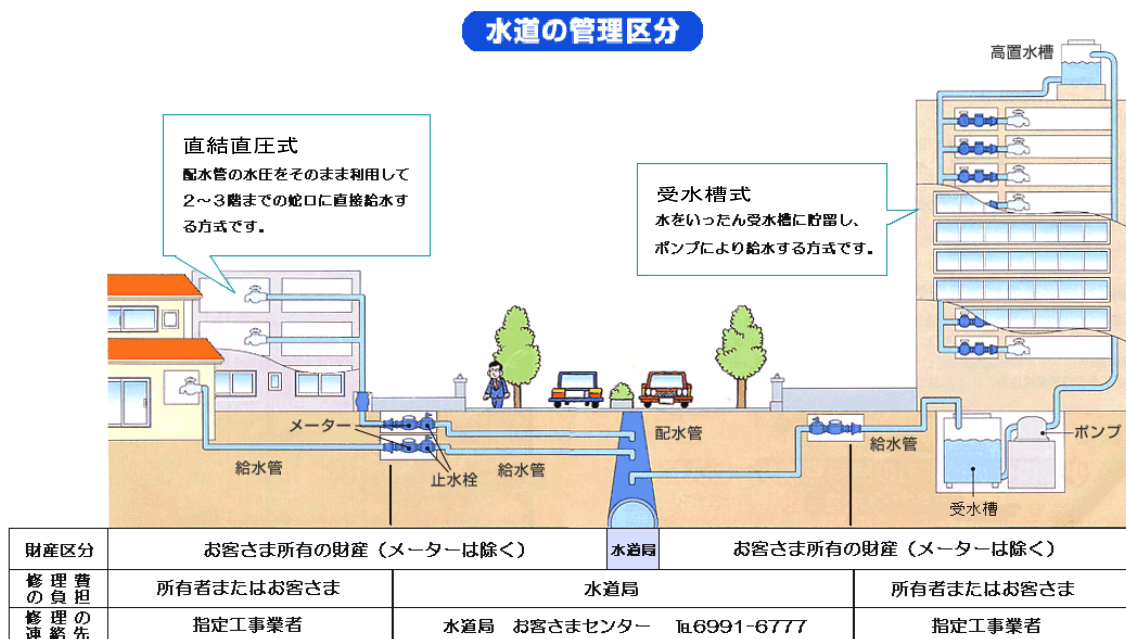 水道の管理区分
高置水槽
直結直圧式
配水管の水圧をそのまま利用して
2～3階までの蛇口に直接給水す
る方式です。
受水槽式
水をいったん受水槽に貯留し、
ポンプにより給水する方式です。
メーター
配水管
給水管
ポンプ
給水管
給水管
止水栓
受水槽
財産区分
お客さま所有の財産（メーターは除く）
水道局
お客さま所有の財産（メーターは除く）
修理費
の負担
所有者またはお客さま
水道局
所有者またはお客さま
修理の
連絡先
指定工事業者
水道局 お客さまセンター ℡6991-6777
指定工事業者